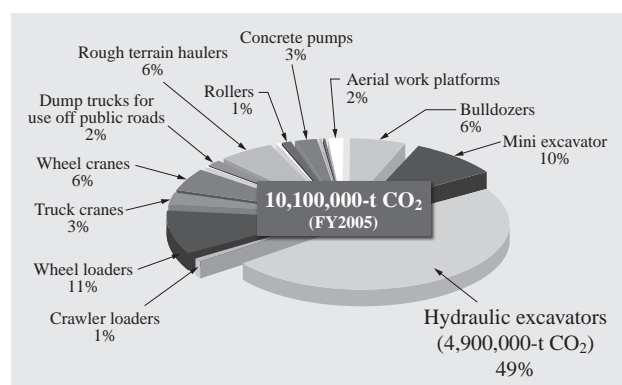 Concrete pumps
3%
Rough terrain haulers
6%
Aerial work platforms
2%
Rollers
1%
Dump trucks for
use off public roads
2%
Bulldozers
6%
Mini excavator
10%
Wheel cranes
6%
10,100,000-t CO₂
(FY2005)
Truck cranes
3%
Wheel loaders
11%
Crawler loaders
1%
Hydraulic excavators
(4,900,000-t CO₂)
49%